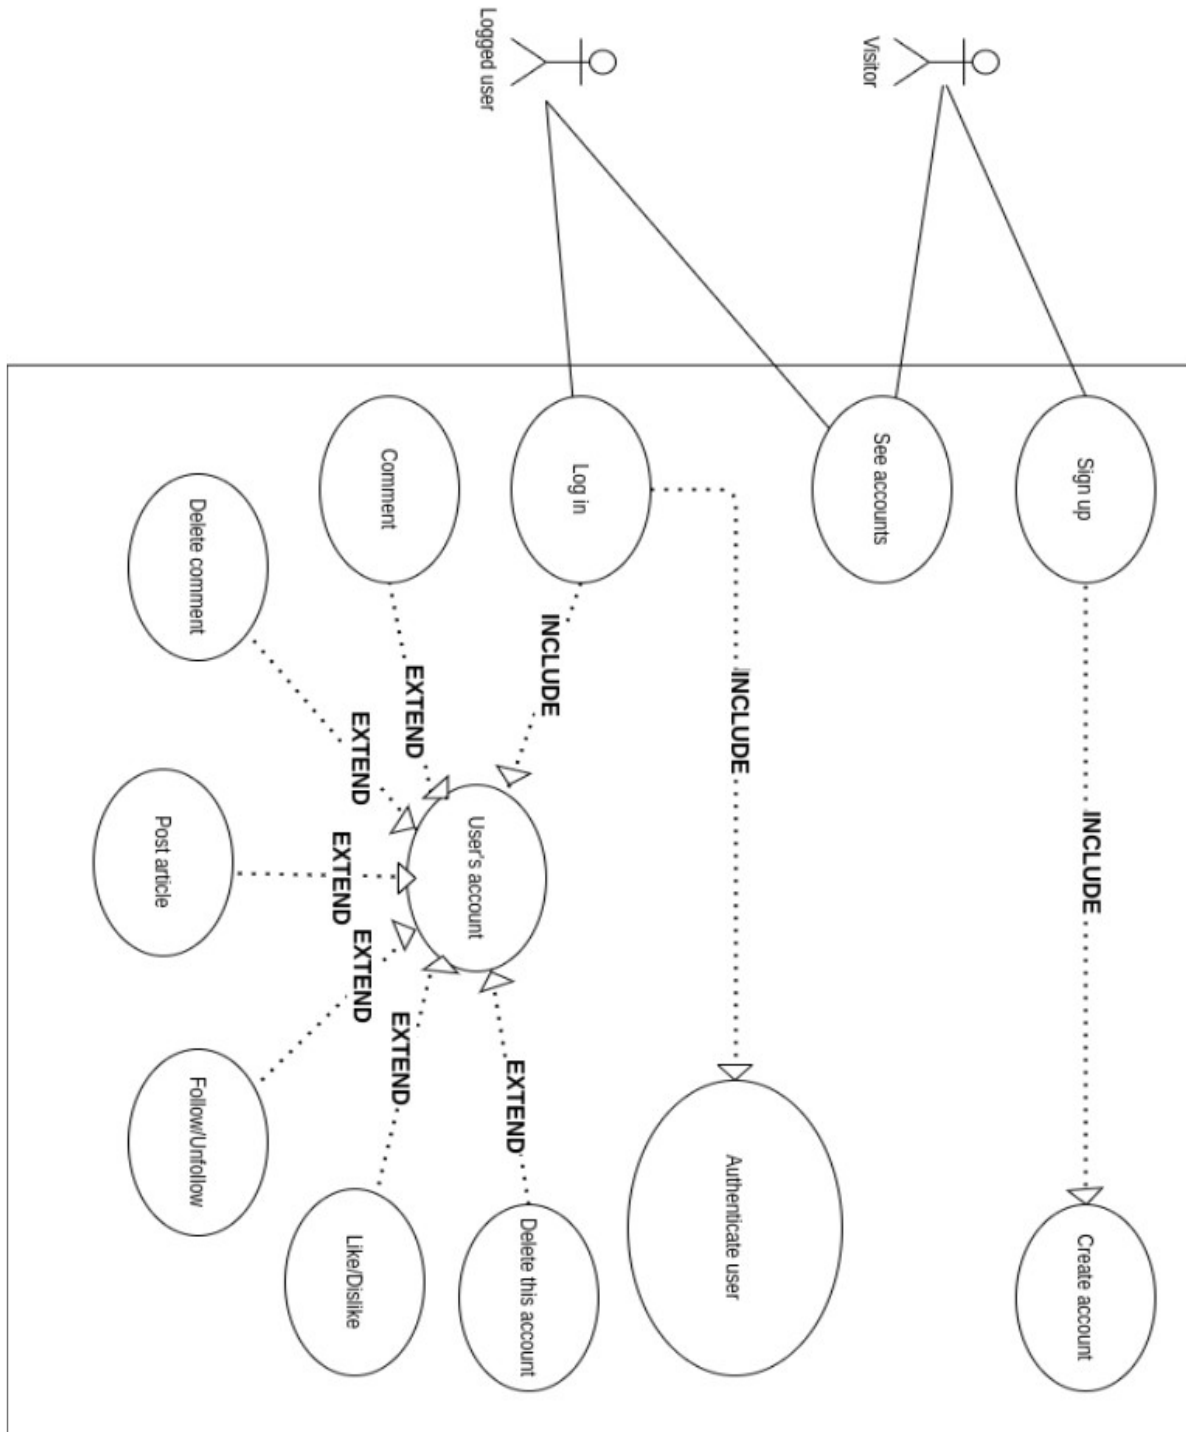 Visitor
Logged user
Sign up
INCLUDE
Create account
See accounts
INCLUDE
Authenticate user
Log in
INCLUDE
User's account
EXTEND
Delete this account
Comment
EXTEND
EXTEND
Like/Dislike
Delete comment
EXTEND
EXTEND
Follow/Unfollow
EXTEND
Post article